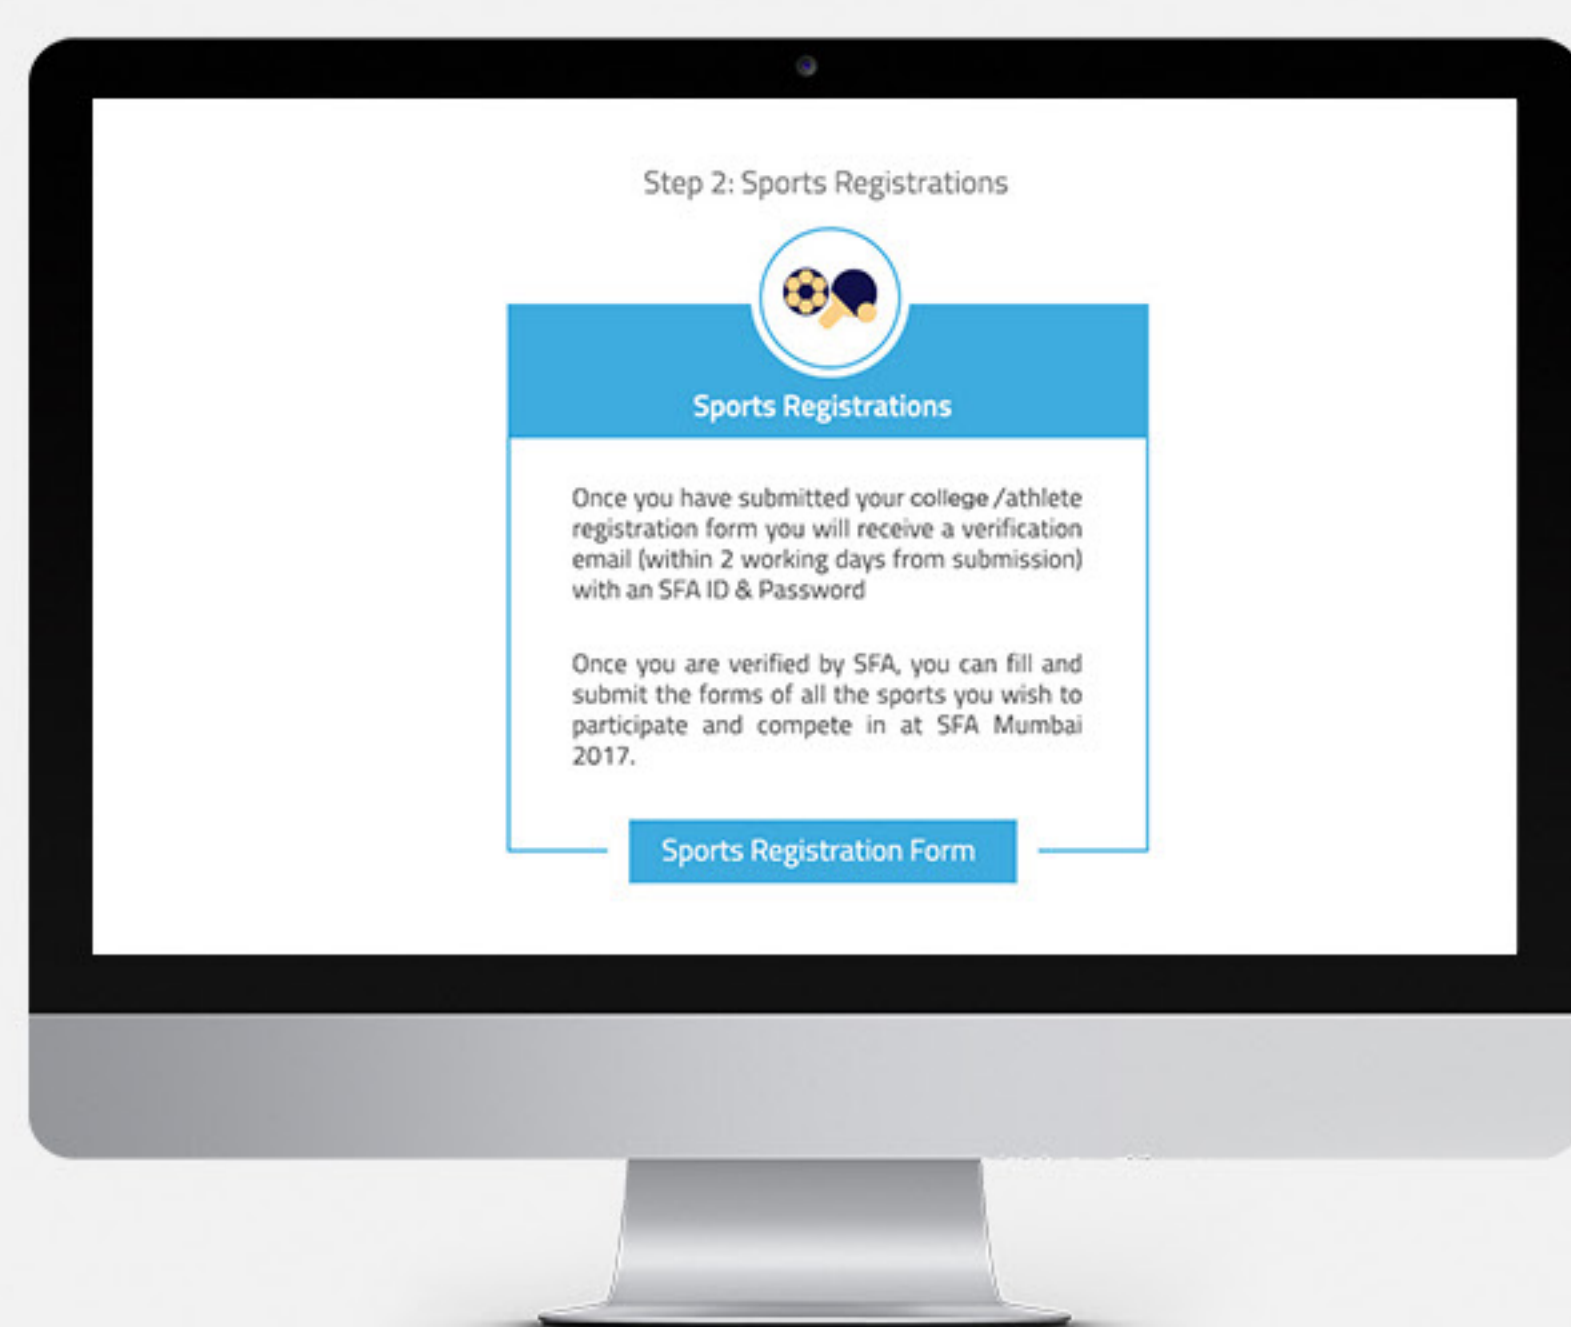 Step 2: Sports Registrations
Sports Registrations
Once you have submitted your college /athlete
registration form you will receive a verification
email (within 2 working days from submission)
with an SFA ID & Password
Once you are verified by SFA, you can fill and
submit the forms of all the sports you wish to
participate and compete in at SFA Mumbai
2017.
Sports Registration Form